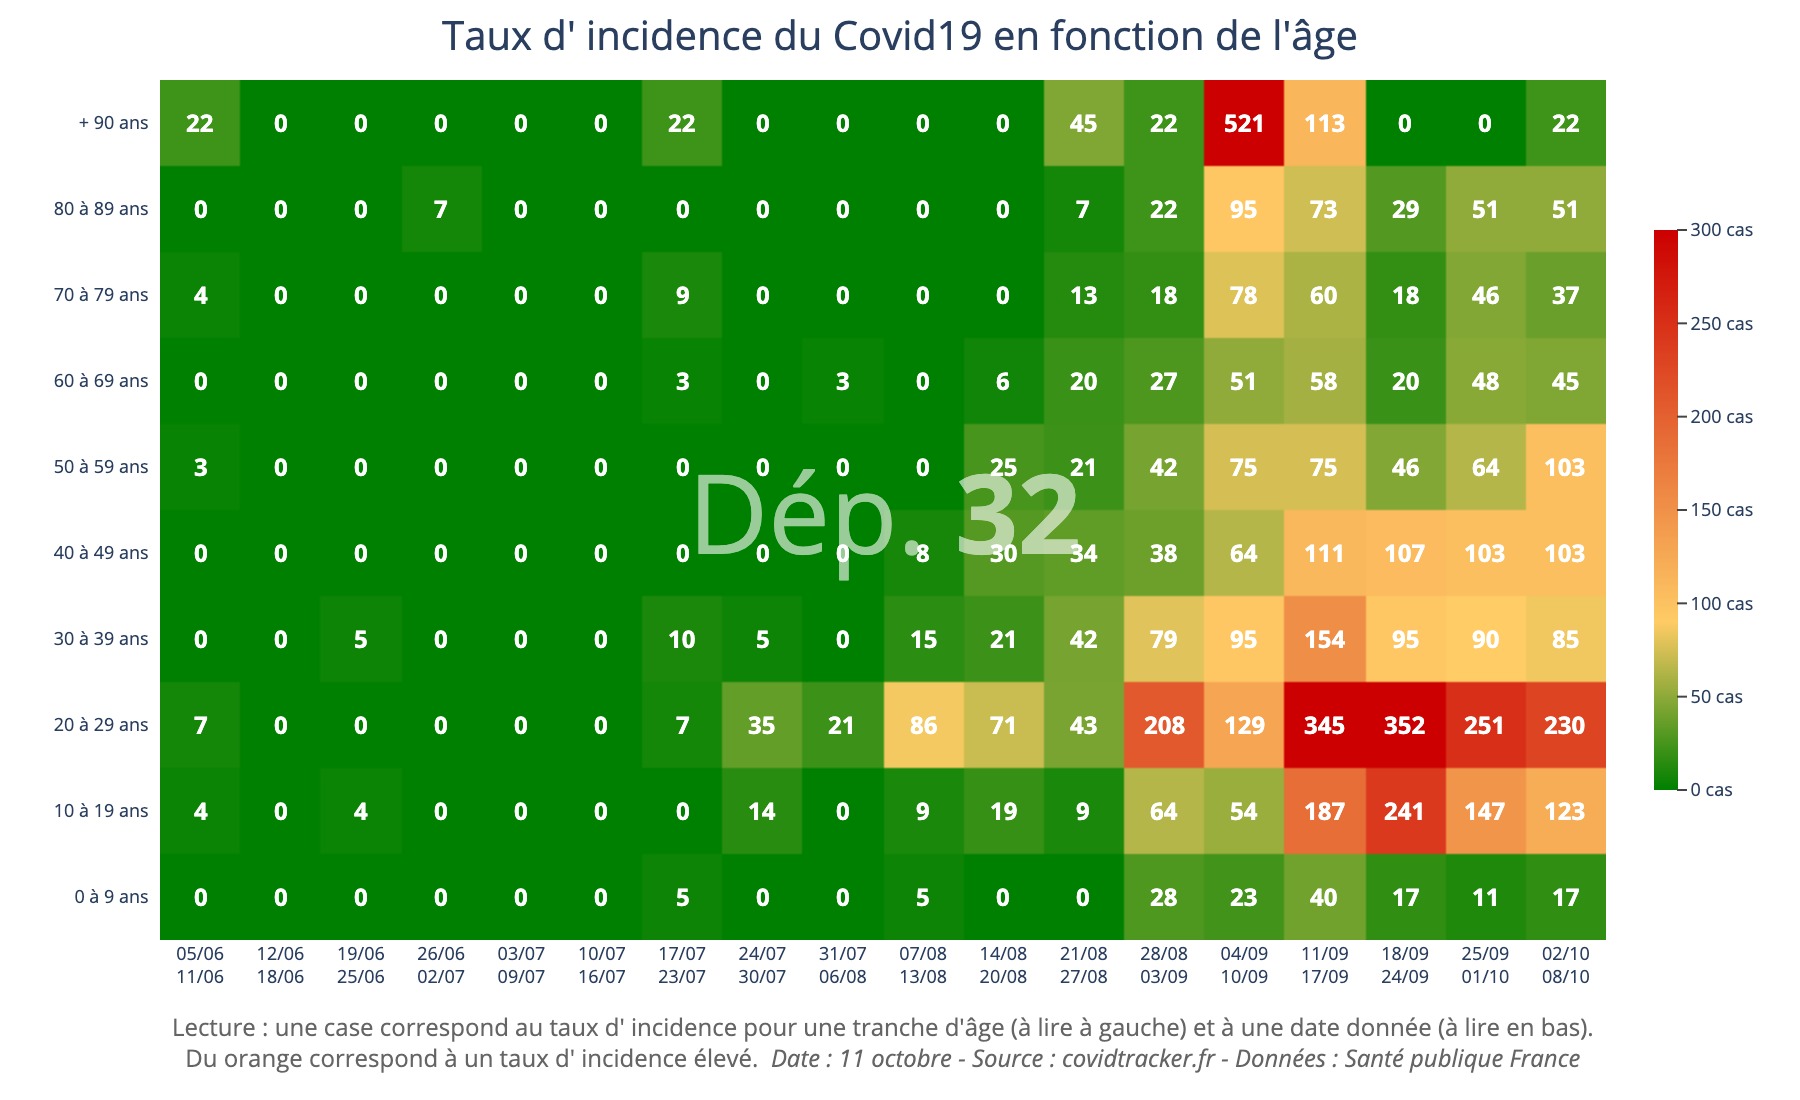 Taux d' incidence du Covid19 en fonction de l'âge
+ 90 ans 22 0 0 0 0 0 22 0 0 0 0 45 22 521 113 0 0 22
80 à 89 ans 0 0 0 7 0 0 0 0 0 0 0 7 22 95 73 29 51 51
70 à 79 ans 4 0 0 0 0 0 9 0 0 0 0 13 18 78 60 18 46 37
60 à 69 ans 0 0 0 0 0 0 3 0 3 0 6 20 27 51 58 20 48 45
50 à 59 ans 3 0 0 0 0 0 0 0 0 0 25 21 42 75 75 46 64 103
Dép. 32
40 à 49 ans 0 0 0 0 0 0 0 0 0 8 30 34 38 64 111 107 103 103
30 à 39 ans 0 0 5 0 0 0 10 5 0 15 21 42 79 95 154 95 90 85
20 à 29 ans 7 0 0 0 0 0 7 35 21 86 71 43 208 129 345 352 251 230
10 à 19 ans 4 0 4 0 0 0 0 14 0 9 19 9 64 54 187 241 147 123
0 à 9 ans 0 0 0 0 0 0 5 0 0 5 0 0 28 23 40 17 11 17
05/06 12/06 19/06 26/06 03/07 10/07 17/07 24/07 31/07 07/08 14/08 21/08 28/08 04/09 11/09 18/09 25/09 02/10
11/06 18/06 25/06 02/07 09/07 16/07 23/07 30/07 06/08 13/08 20/08 27/08 03/09 10/09 17/09 24/09 01/10 08/10
300 cas
250 cas
200 cas
150 cas
100 cas
50 cas
0 cas
Lecture : une case correspond au taux d' incidence pour une tranche d'âge (à lire à gauche) et à une date donnée (à lire en bas).
Du orange correspond à un taux d' incidence élevé. Date : 11 octobre - Source : covidtracker.fr - Données : Santé publique France